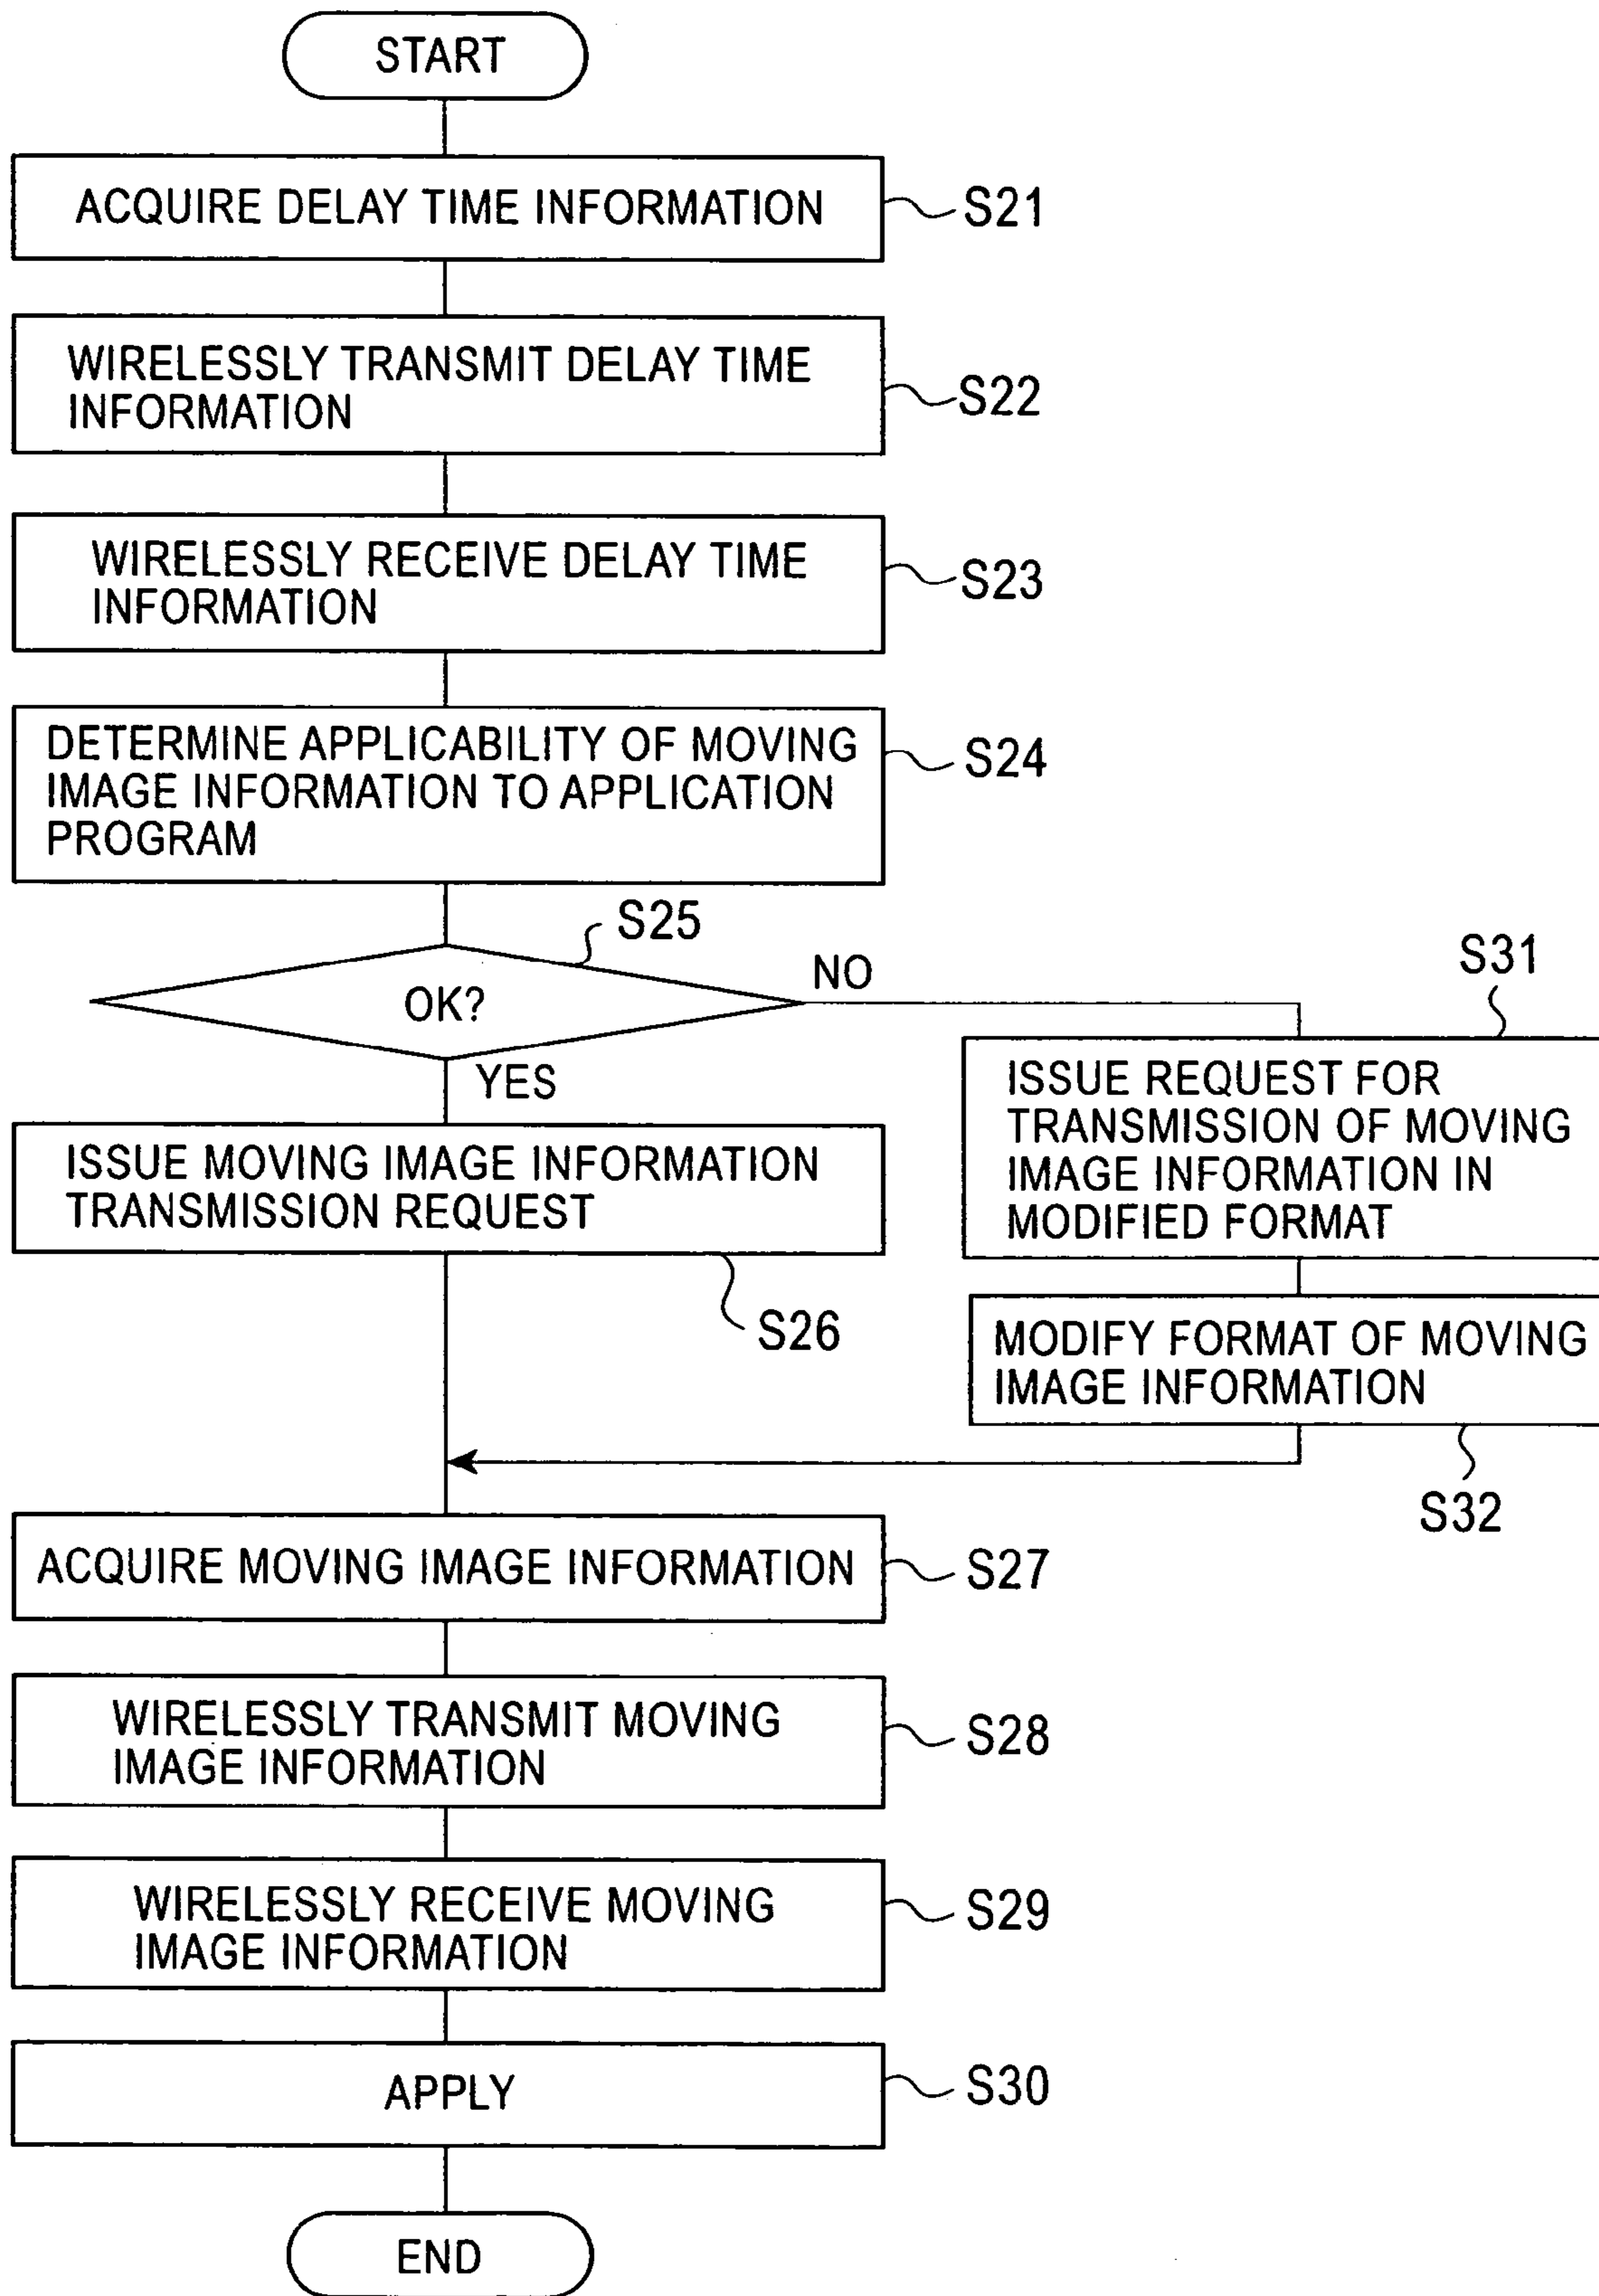 START
ACQUIRE DELAY TIME INFORMATION
S21
WIRELESSLY TRANSMIT DELAY TIME
INFORMATION
S22
WIRELESSLY RECEIVE DELAY TIME
INFORMATION
S23
DETERMINE APPLICABILITY OF MOVING
IMAGE INFORMATION TO APPLICATION
PROGRAM
S24
S25
OK?
NO
YES
S31
ISSUE REQUEST FOR
TRANSMISSION OF MOVING
IMAGE INFORMATION IN
MODIFIED FORMAT
ISSUE MOVING IMAGE INFORMATION
TRANSMISSION REQUEST
S26
MODIFY FORMAT OF MOVING
IMAGE INFORMATION
S32
ACQUIRE MOVING IMAGE INFORMATION
S27
WIRELESSLY TRANSMIT MOVING
IMAGE INFORMATION
S28
WIRELESSLY RECEIVE MOVING
IMAGE INFORMATION
S29
APPLY
S30
END